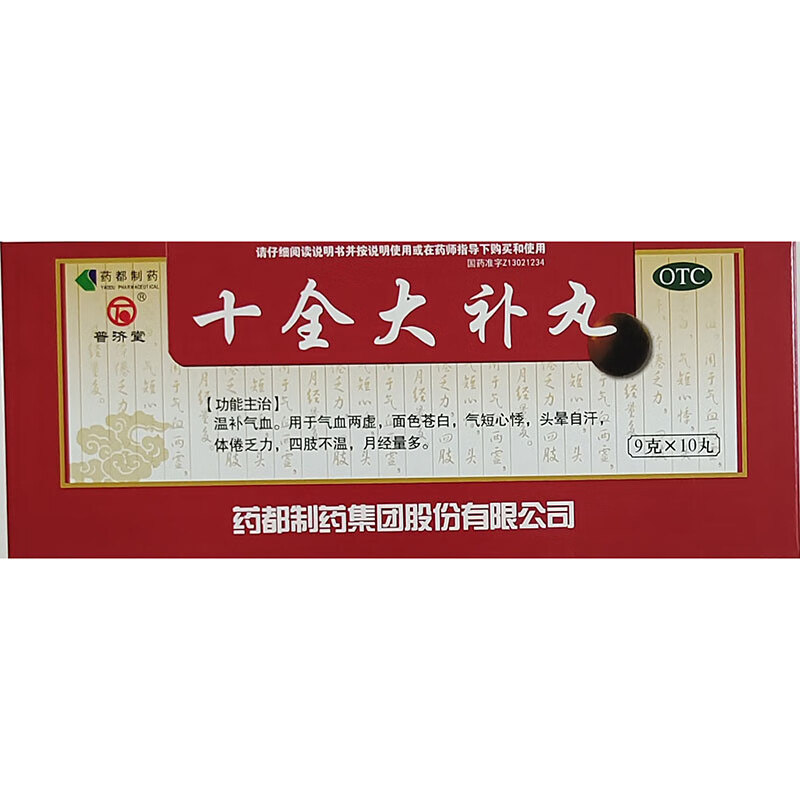 请仔细阅读说明书并按说明使用或在药师指导下购买和使用
国药准字Z13021234
药都制药
YAODU PHARMACEUTICAL
®
普济堂
十全大补丸
OTC
【功能主治】
温补气血。用于气血两虚，面色苍白，气短心悸，头晕自汗，
体倦乏力，四肢不温，月经量多。
9克×10丸
药都制药集团股份有限公司